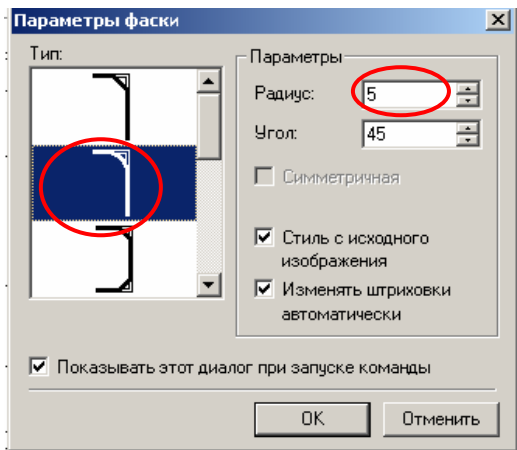 Параметры фаски
Тип:
Параметры
Радиус: 5
Угол: 45
Симметричная
Стиль с исходного
изображения
Изменять штриховки
автоматически
Показывать этот диалог при запуске команды
OK Отменить